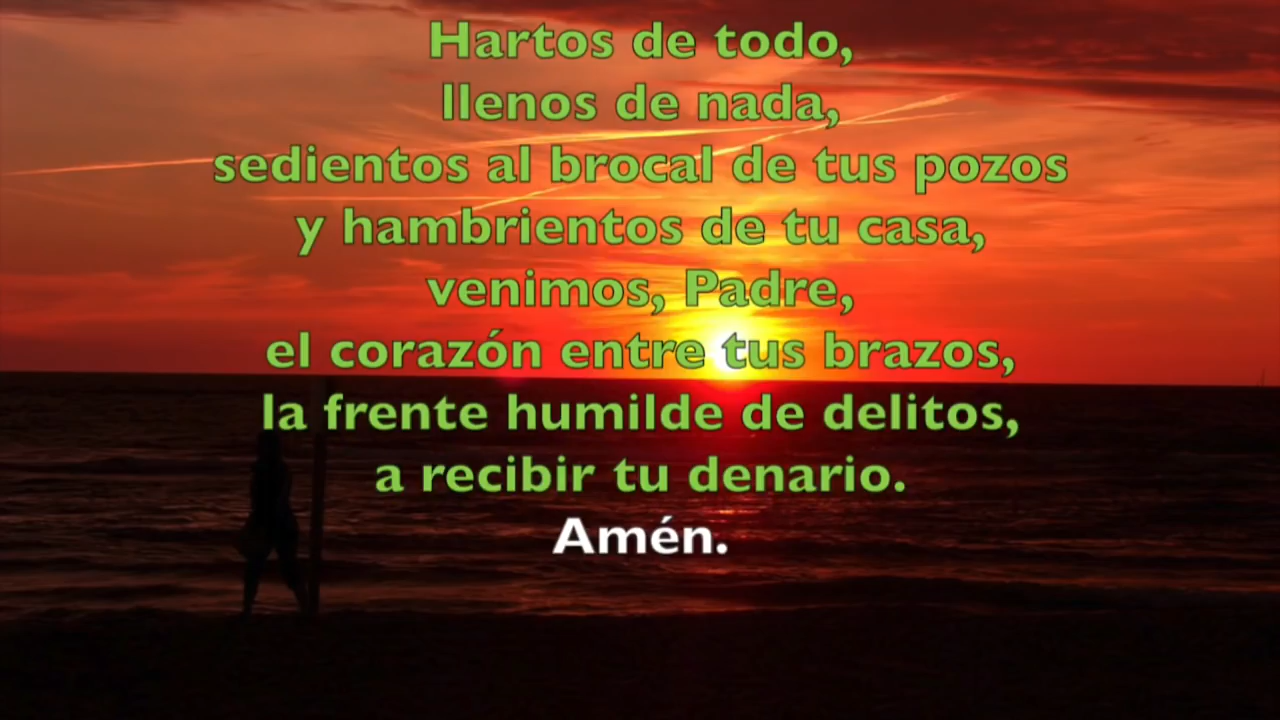 Hartos de todo,
llenos de nada,
sedientos al brocal de tus pozos
y hambrientos de tu casa,
venimos, Padre,
el corazón entre tus brazos,
la frente humilde de delitos,
a recibir tu denario.
Amén.